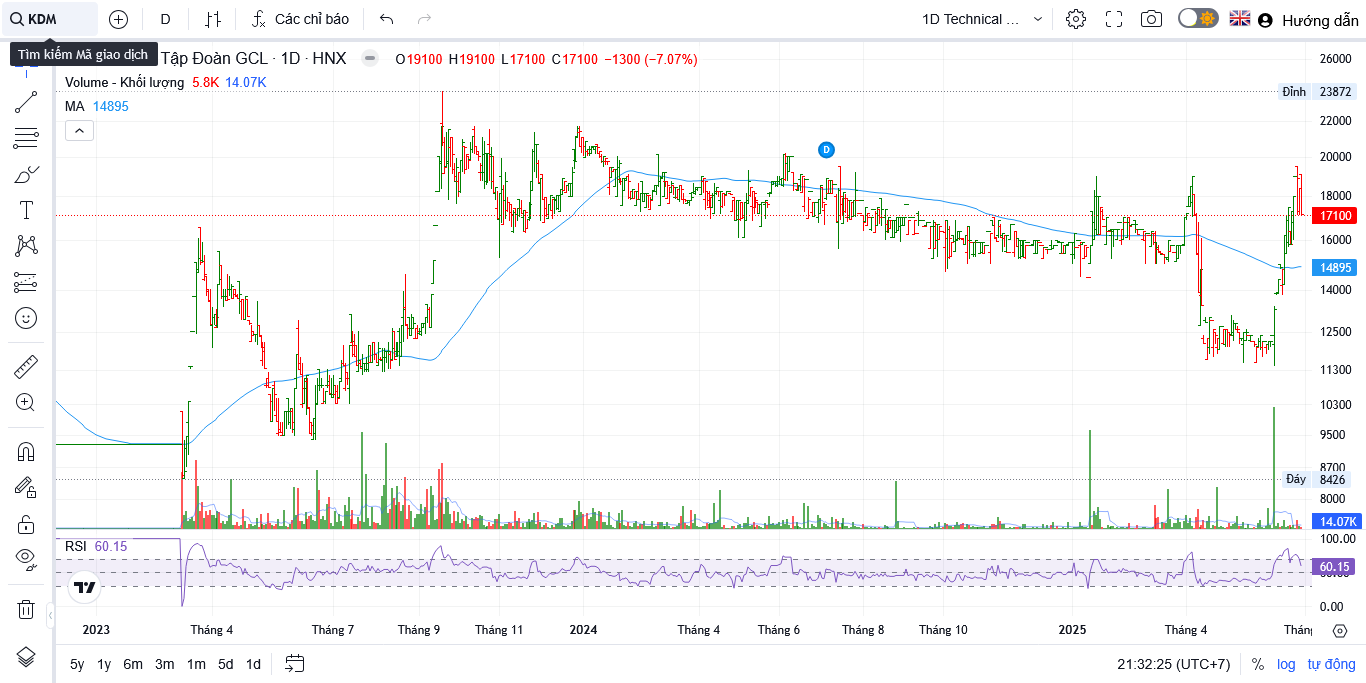 KDM
D
Các chỉ báo
1D Technical ...
Hướng dẫn
Tìm kiếm Mã giao dịch
Tập Đoàn GCL · 1D · HNX
O19100 H19100 L17100 C17100 −1300 (−7.07%)
Volume - Khối lượng 5.8K 14.07K
MA 14895
26000
Đỉnh 23872
22000
20000
18000
17100
16000
14895
14000
12500
11300
10300
9500
8700
Đáy 8426
8000
14.07K
D
RSI 60.15
100.00
60.15
0.00
2023 Tháng 4 Tháng 7 Tháng 9 Tháng 11 2024 Tháng 4 Tháng 6 Tháng 8 Tháng 10 2025 Tháng 4 Thán
5y 1y 6m 3m 1m 5d 1d
21:32:25 (UTC+7) % log tự động